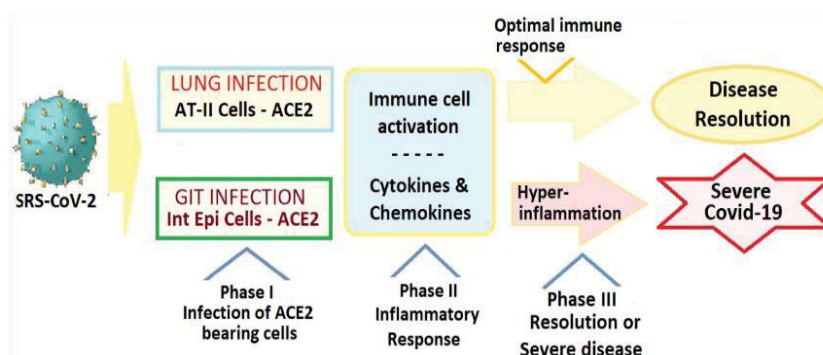 SRS-CoV-2
LUNG INFECTION
AT-II Cells - ACE2
GIT INFECTION
Int Epi Cells - ACE2
Phase I
Infection of ACE2
bearing cells
Immune cell
activation
- - - - -
Cytokines &
Chemokines
Phase II
Inflammatory
Response
Optimal immune
response
Hyper-
inflammation
Phase III
Resolution or
Severe disease
Disease
Resolution
Severe
Covid-19